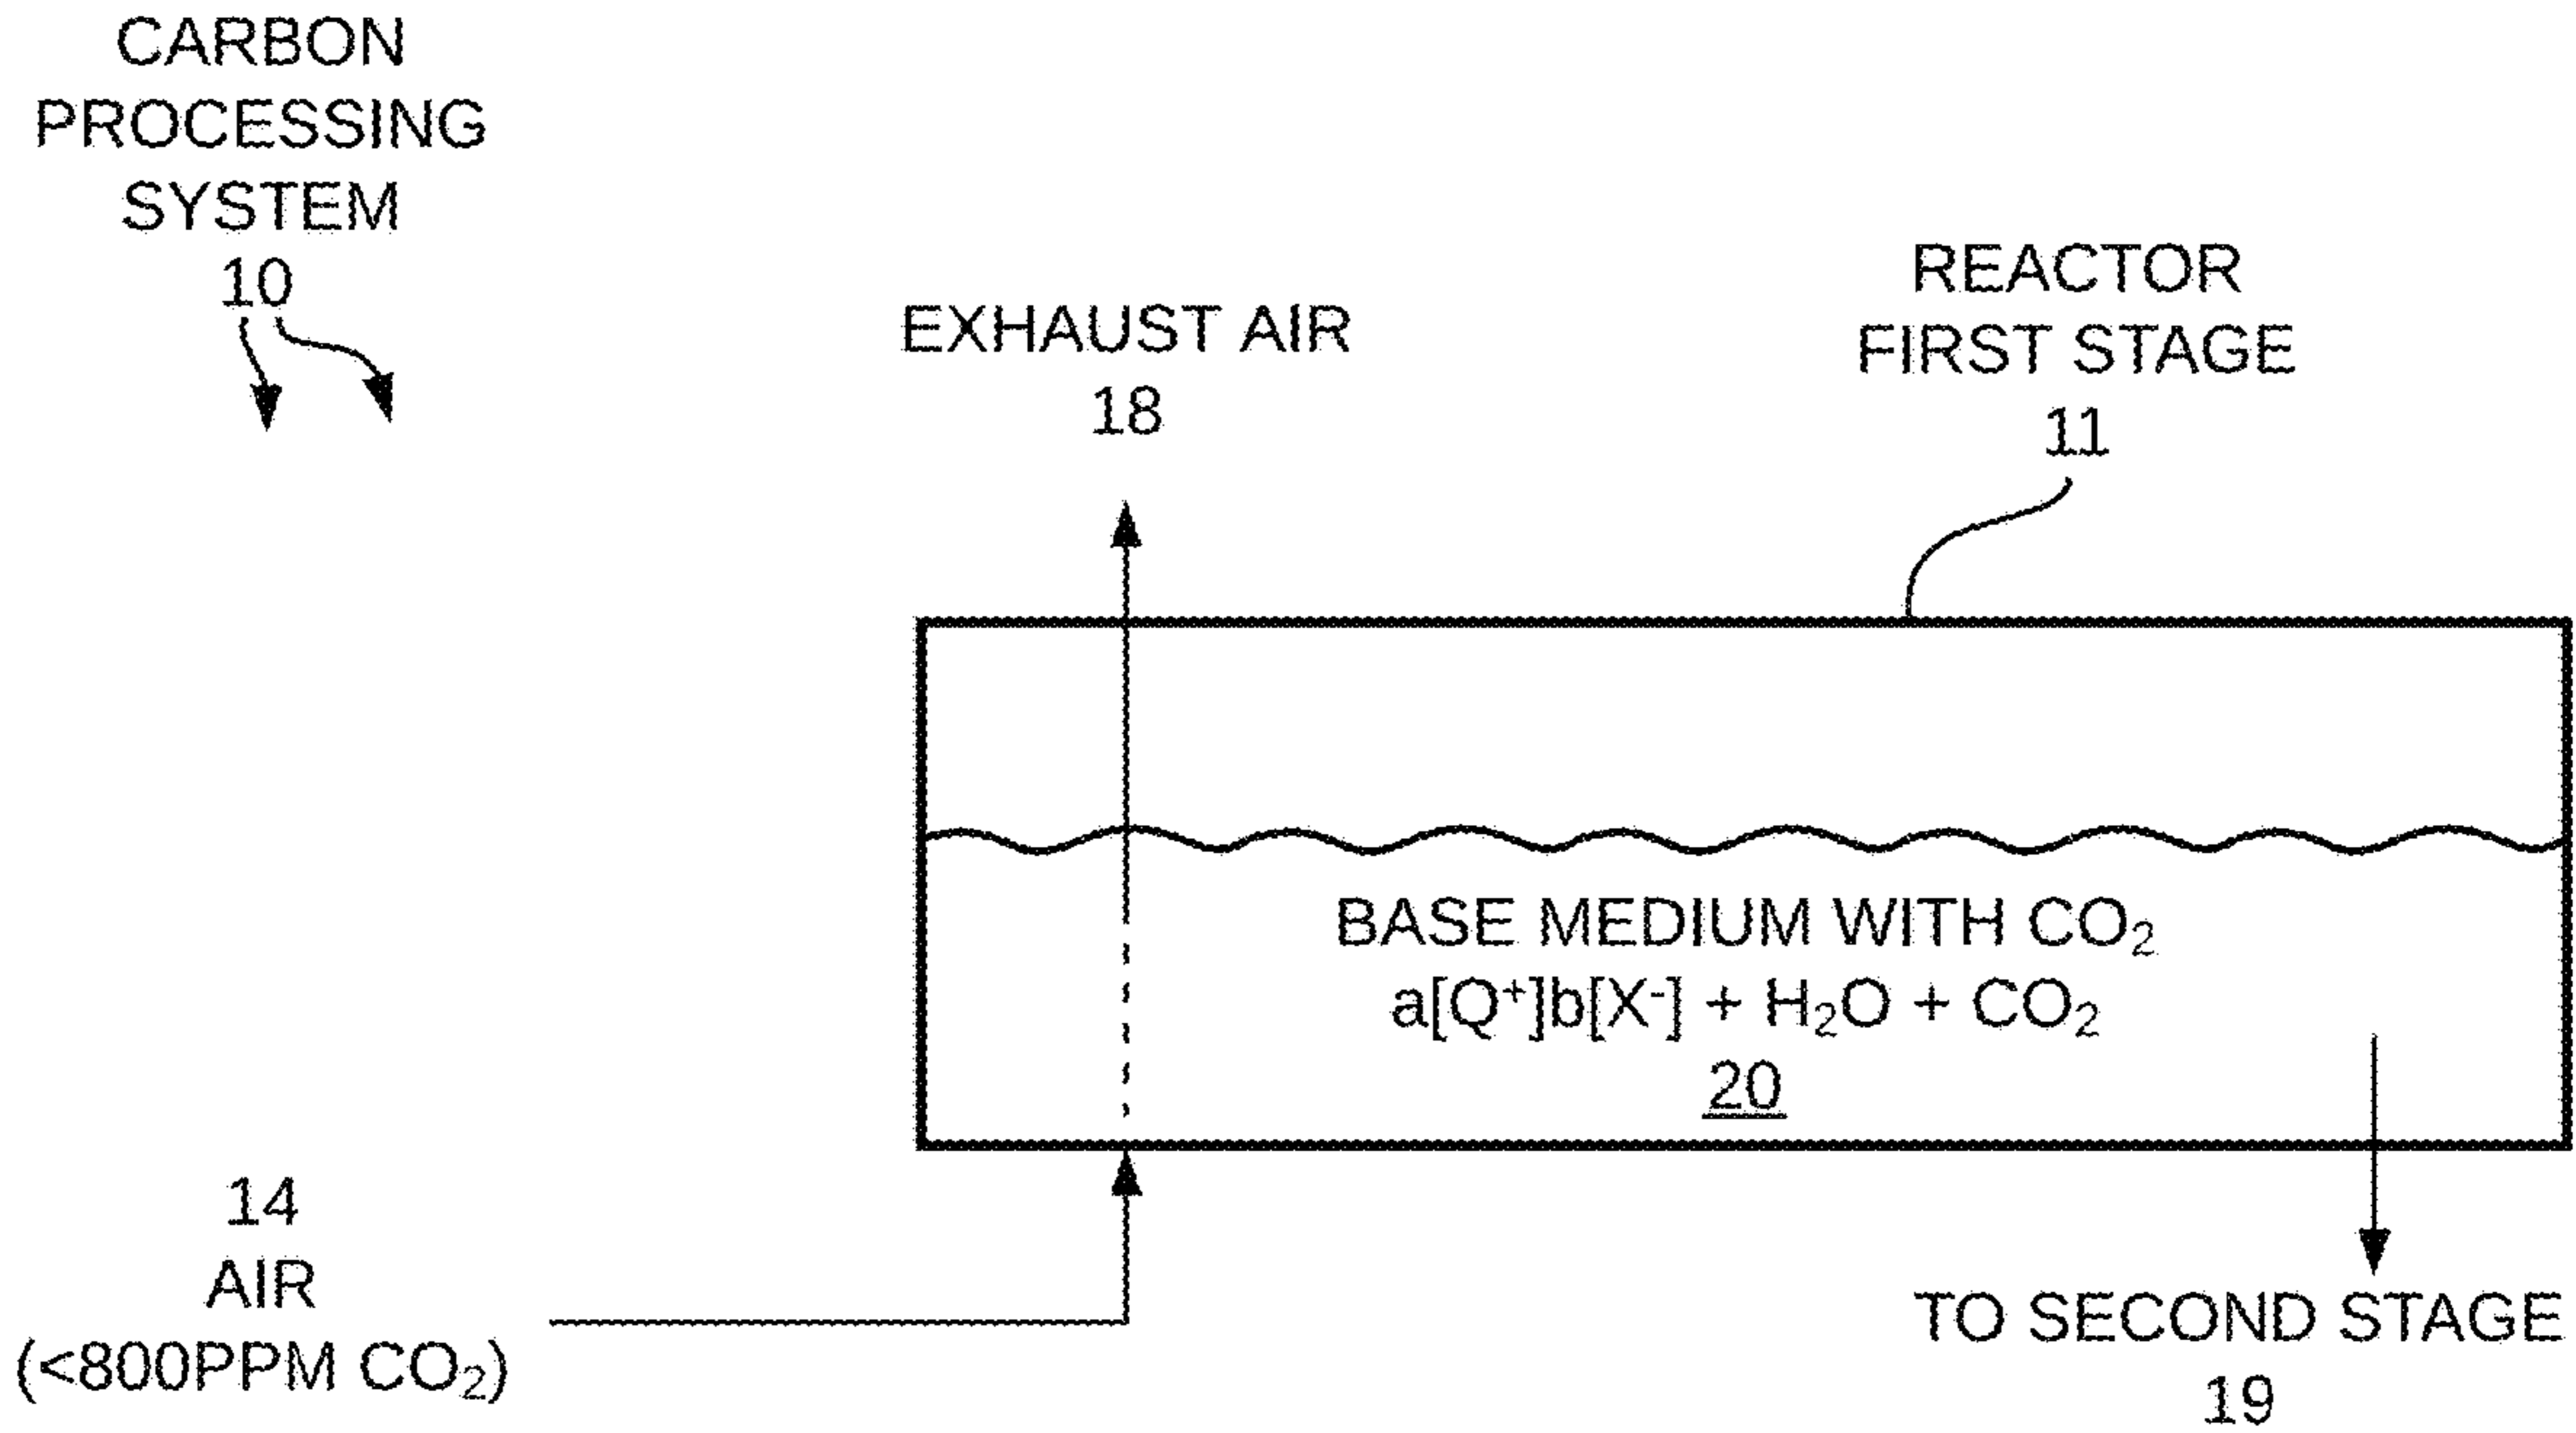 CARBON
PROCESSING
SYSTEM
10
EXHAUST AIR
18
REACTOR
FIRST STAGE
11
BASE MEDIUM WITH CO₂
a[Q⁺]b[X⁻] + H₂O + CO₂
20
14
AIR
(<800PPM CO₂)
TO SECOND STAGE
19